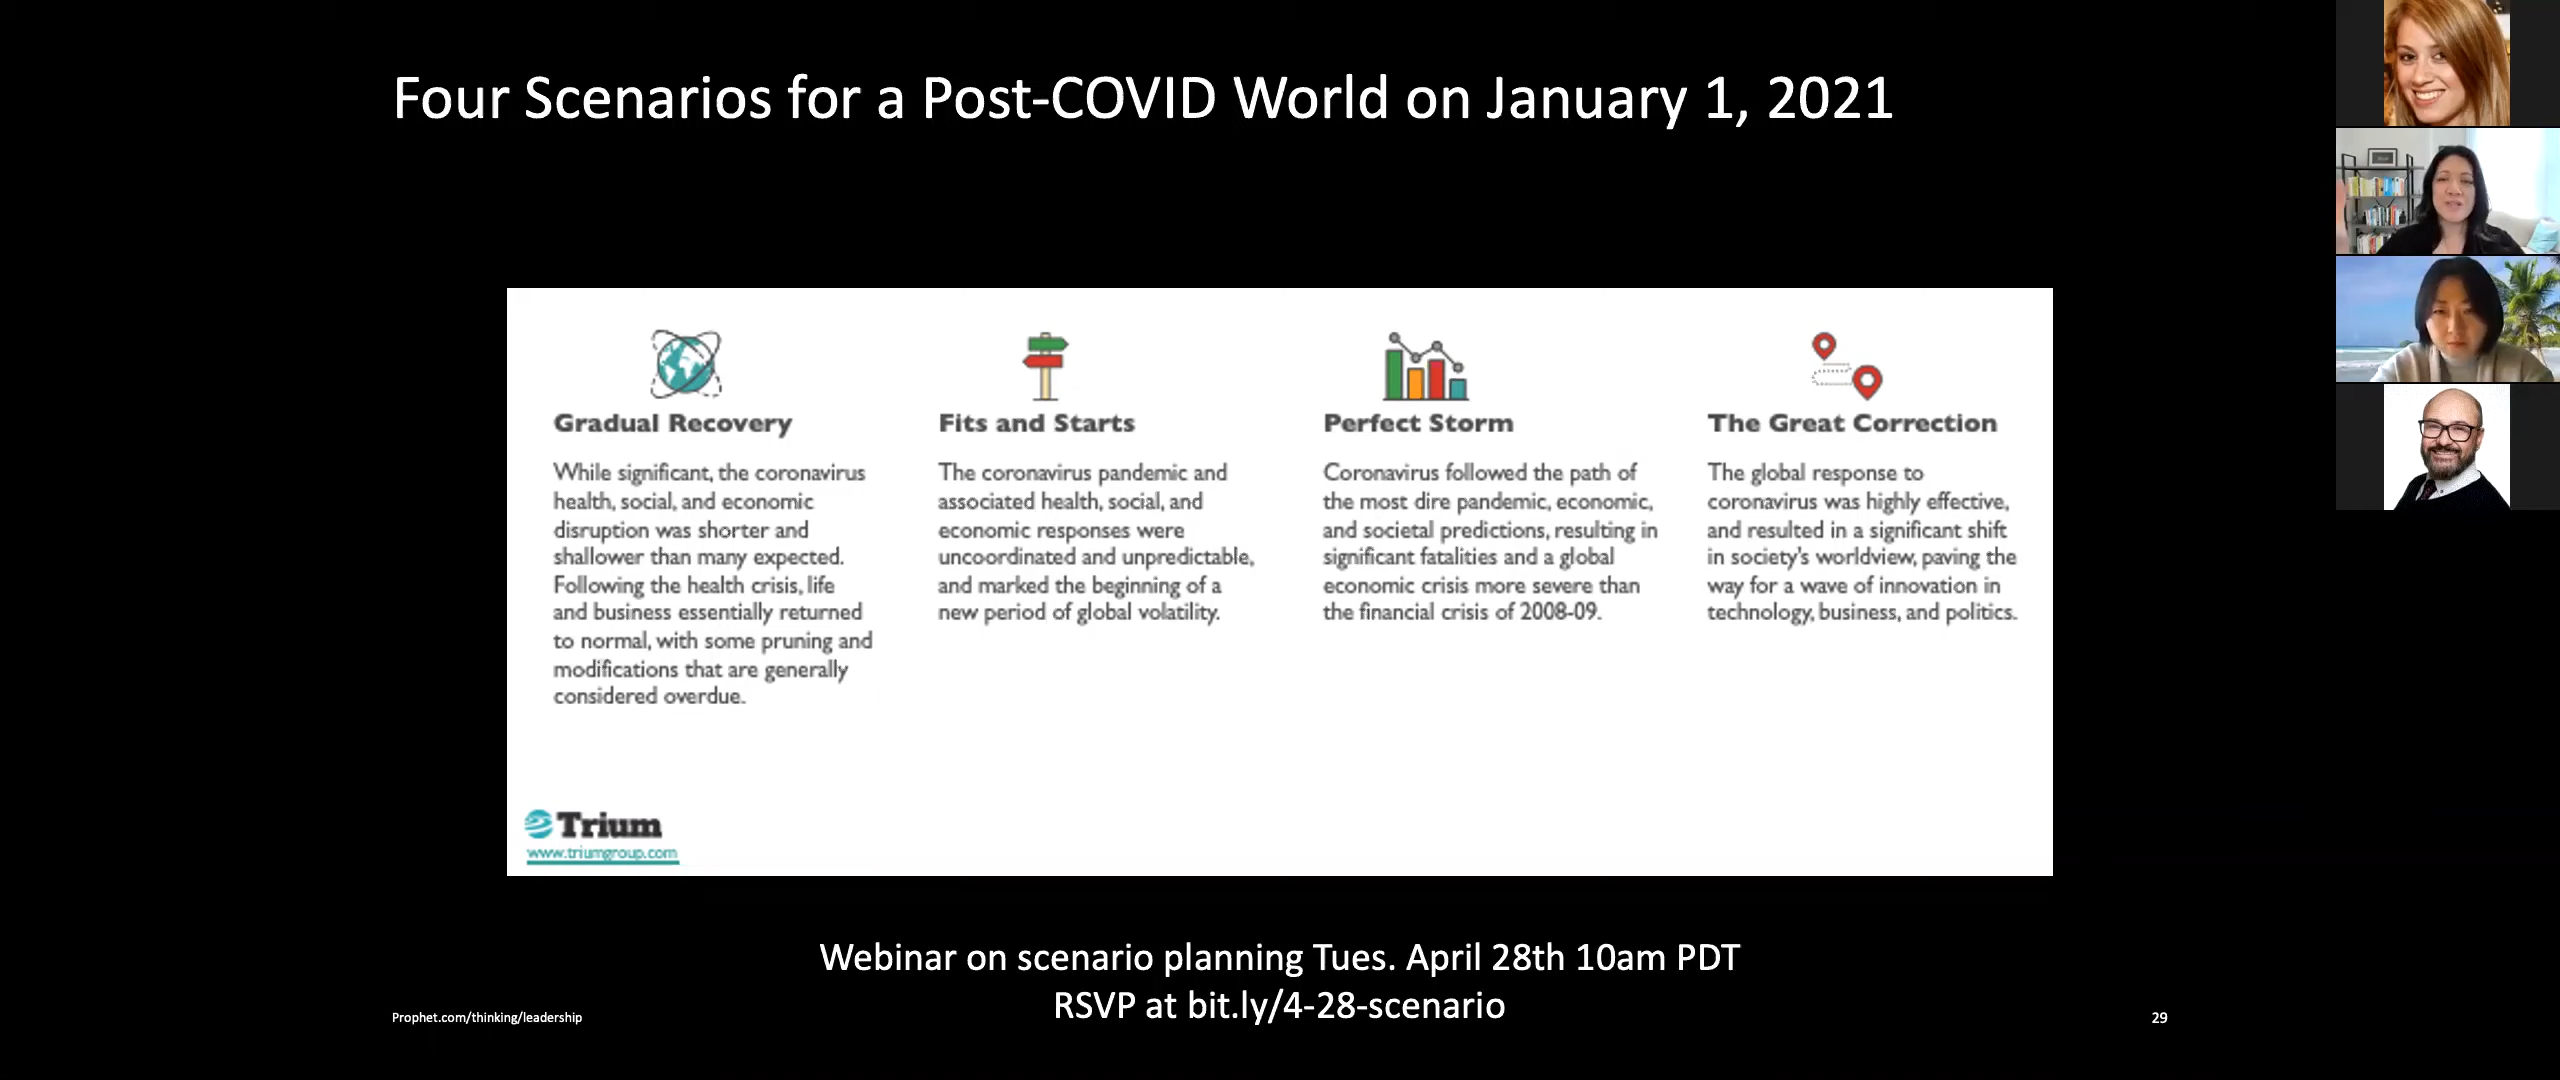 Four Scenarios for a Post-COVID World on January 1, 2021
Gradual Recovery
While significant, the coronavirus
health, social, and economic
disruption was shorter and
shallower than many expected.
Following the health crisis, life
and business essentially returned
to normal, with some pruning and
modifications that are generally
considered overdue.
Fits and Starts
The coronavirus pandemic and
associated health, social, and
economic responses were
uncoordinated and unpredictable,
and marked the beginning of a
new period of global volatility.
Perfect Storm
Coronavirus followed the path of
the most dire pandemic, economic,
and societal predictions, resulting in
significant fatalities and a global
economic crisis more severe than
the financial crisis of 2008-09.
The Great Correction
The global response to
coronavirus was highly effective,
and resulted in a significant shift
in society's worldview, paving the
way for a wave of innovation in
technology, business, and politics.
Trium
www.triumgroup.com
Webinar on scenario planning Tues. April 28th 10am PDT
RSVP at bit.ly/4-28-scenario
Prophet.com/thinking/leadership
29